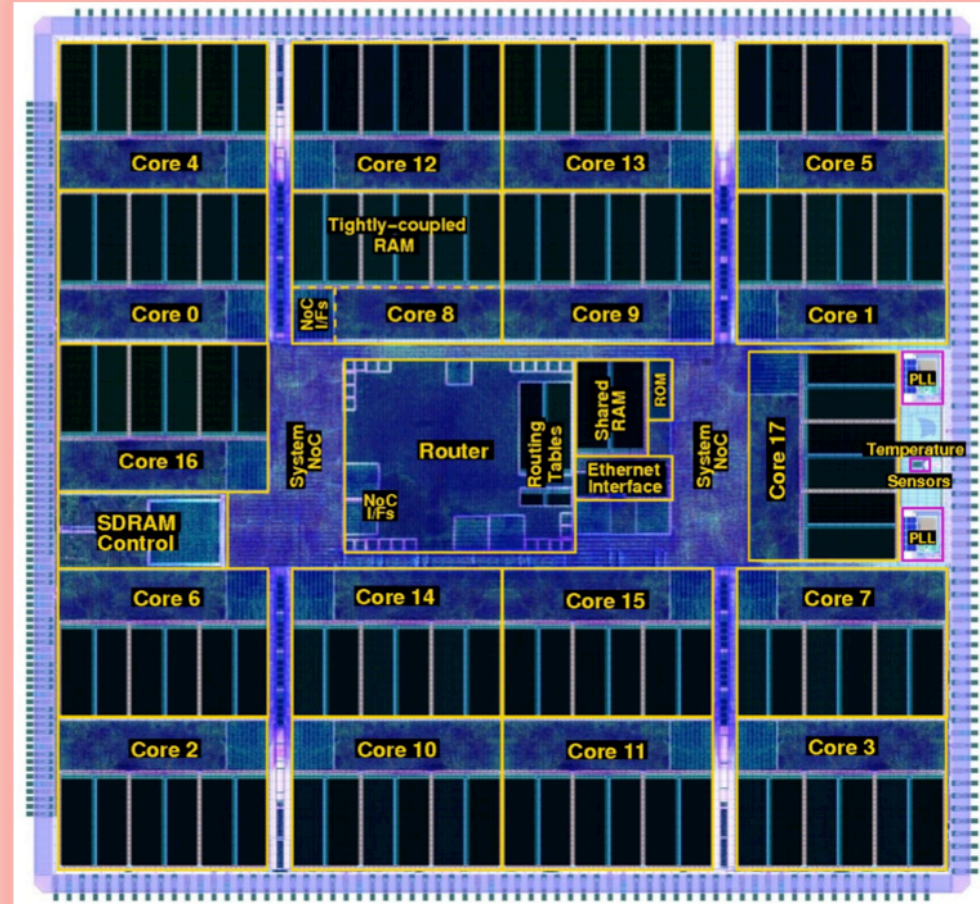 Core 4
Core 12
Core 13
Core 5
Tightly-coupled
RAM
Core 0
NoC
I/Fs
Core 8
Core 9
Core 1
Core 16
System
NoC
Router
NoC
I/Fs
Routing
Tables
Shared
RAM
ROM
Ethernet
Interface
System
NoC
Core 17
PLL
Temperature
Sensors
PLL
SDRAM
Control
Core 6
Core 14
Core 15
Core 7
Core 2
Core 10
Core 11
Core 3